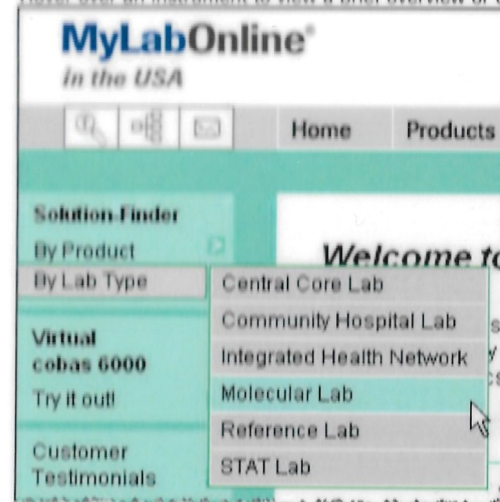 MyLabOnline®
in the USA
Home Products
Solution Finder
By Product
By Lab Type
Welcome to
Central Core Lab
Community Hospital Lab
Integrated Health Network
Molecular Lab
Reference Lab
STAT Lab
Virtual
cobas 6000
Try it out!
Customer
Testimonials